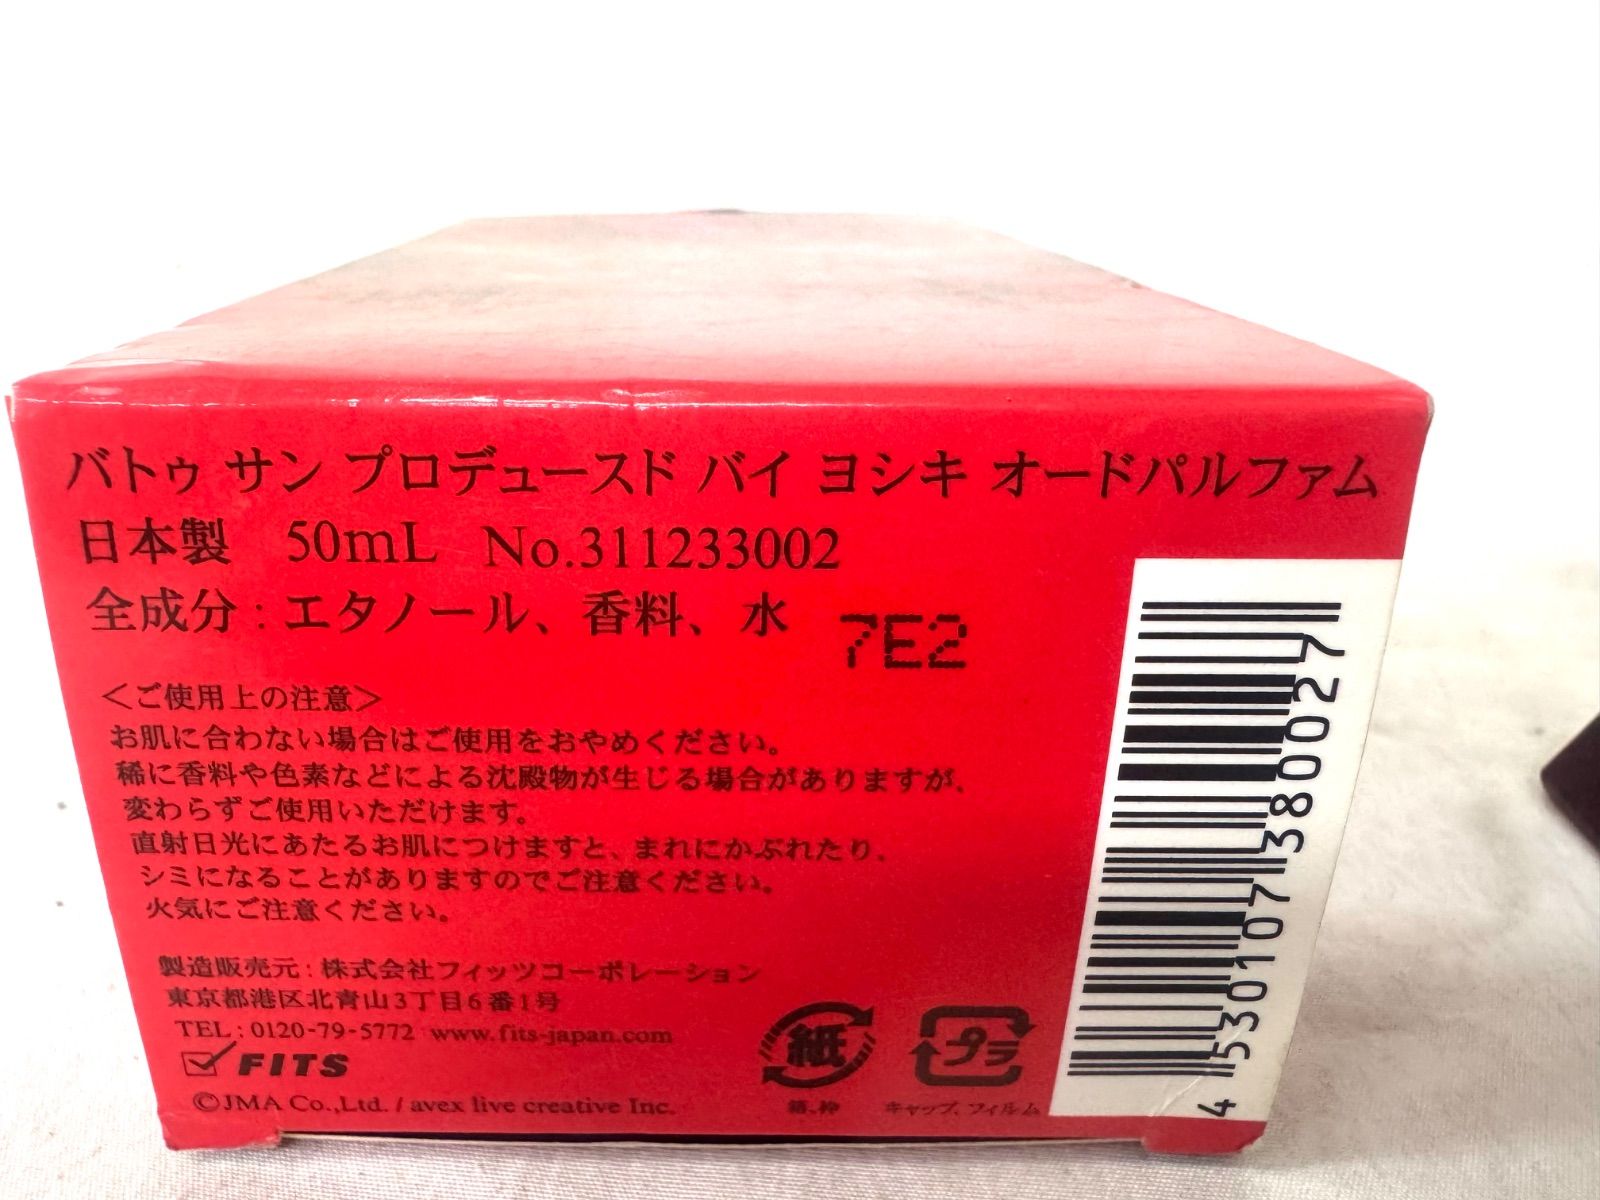 バトゥ サン プロデュースド バイ ヨシキ オードパルファム
日本製 50mL No.311233002
全成分：エタノール、香料、水
7E2
＜ご使用上の注意＞
お肌に合わない場合はご使用をおやめください。
稀に香料や色素などによる沈殿物が生じる場合がありますが、
変わらずご使用いただけます。
直射日光にあたるお肌につけますと、まれにかぶれたり、
シミになることがありますのでご注意ください。
火気にご注意ください。
製造販売元：株式会社フィッツコーポレーション
東京都港区北青山3丁目6番1号
TEL：0120-79-5772 www.fits-japan.com
FITS
©JMA Co.,Ltd. / avex live creative Inc.
紙
箱、枠
プラ
キャップ、フィルム
4530107380027